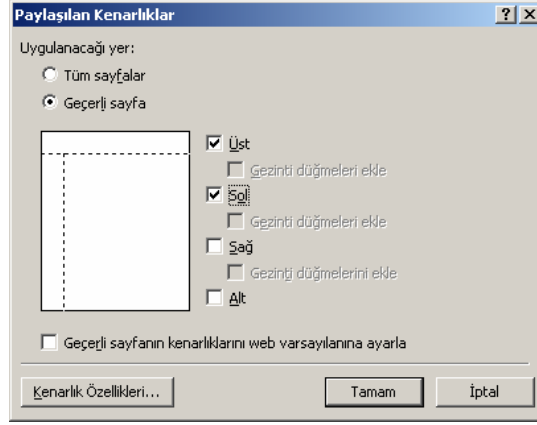 Paylaşılan Kenarlıklar
Uygulanacağı yer:
Tüm sayfalar
Geçerli sayfa
Üst
Gezinti düğmeleri ekle
Sol
Gezinti düğmeleri ekle
Sağ
Gezinti düğmelerini ekle
Alt
Geçerli sayfanın kenarlıklarını web varsayılanına ayarla
Kenarlık Özellikleri... Tamam İptal